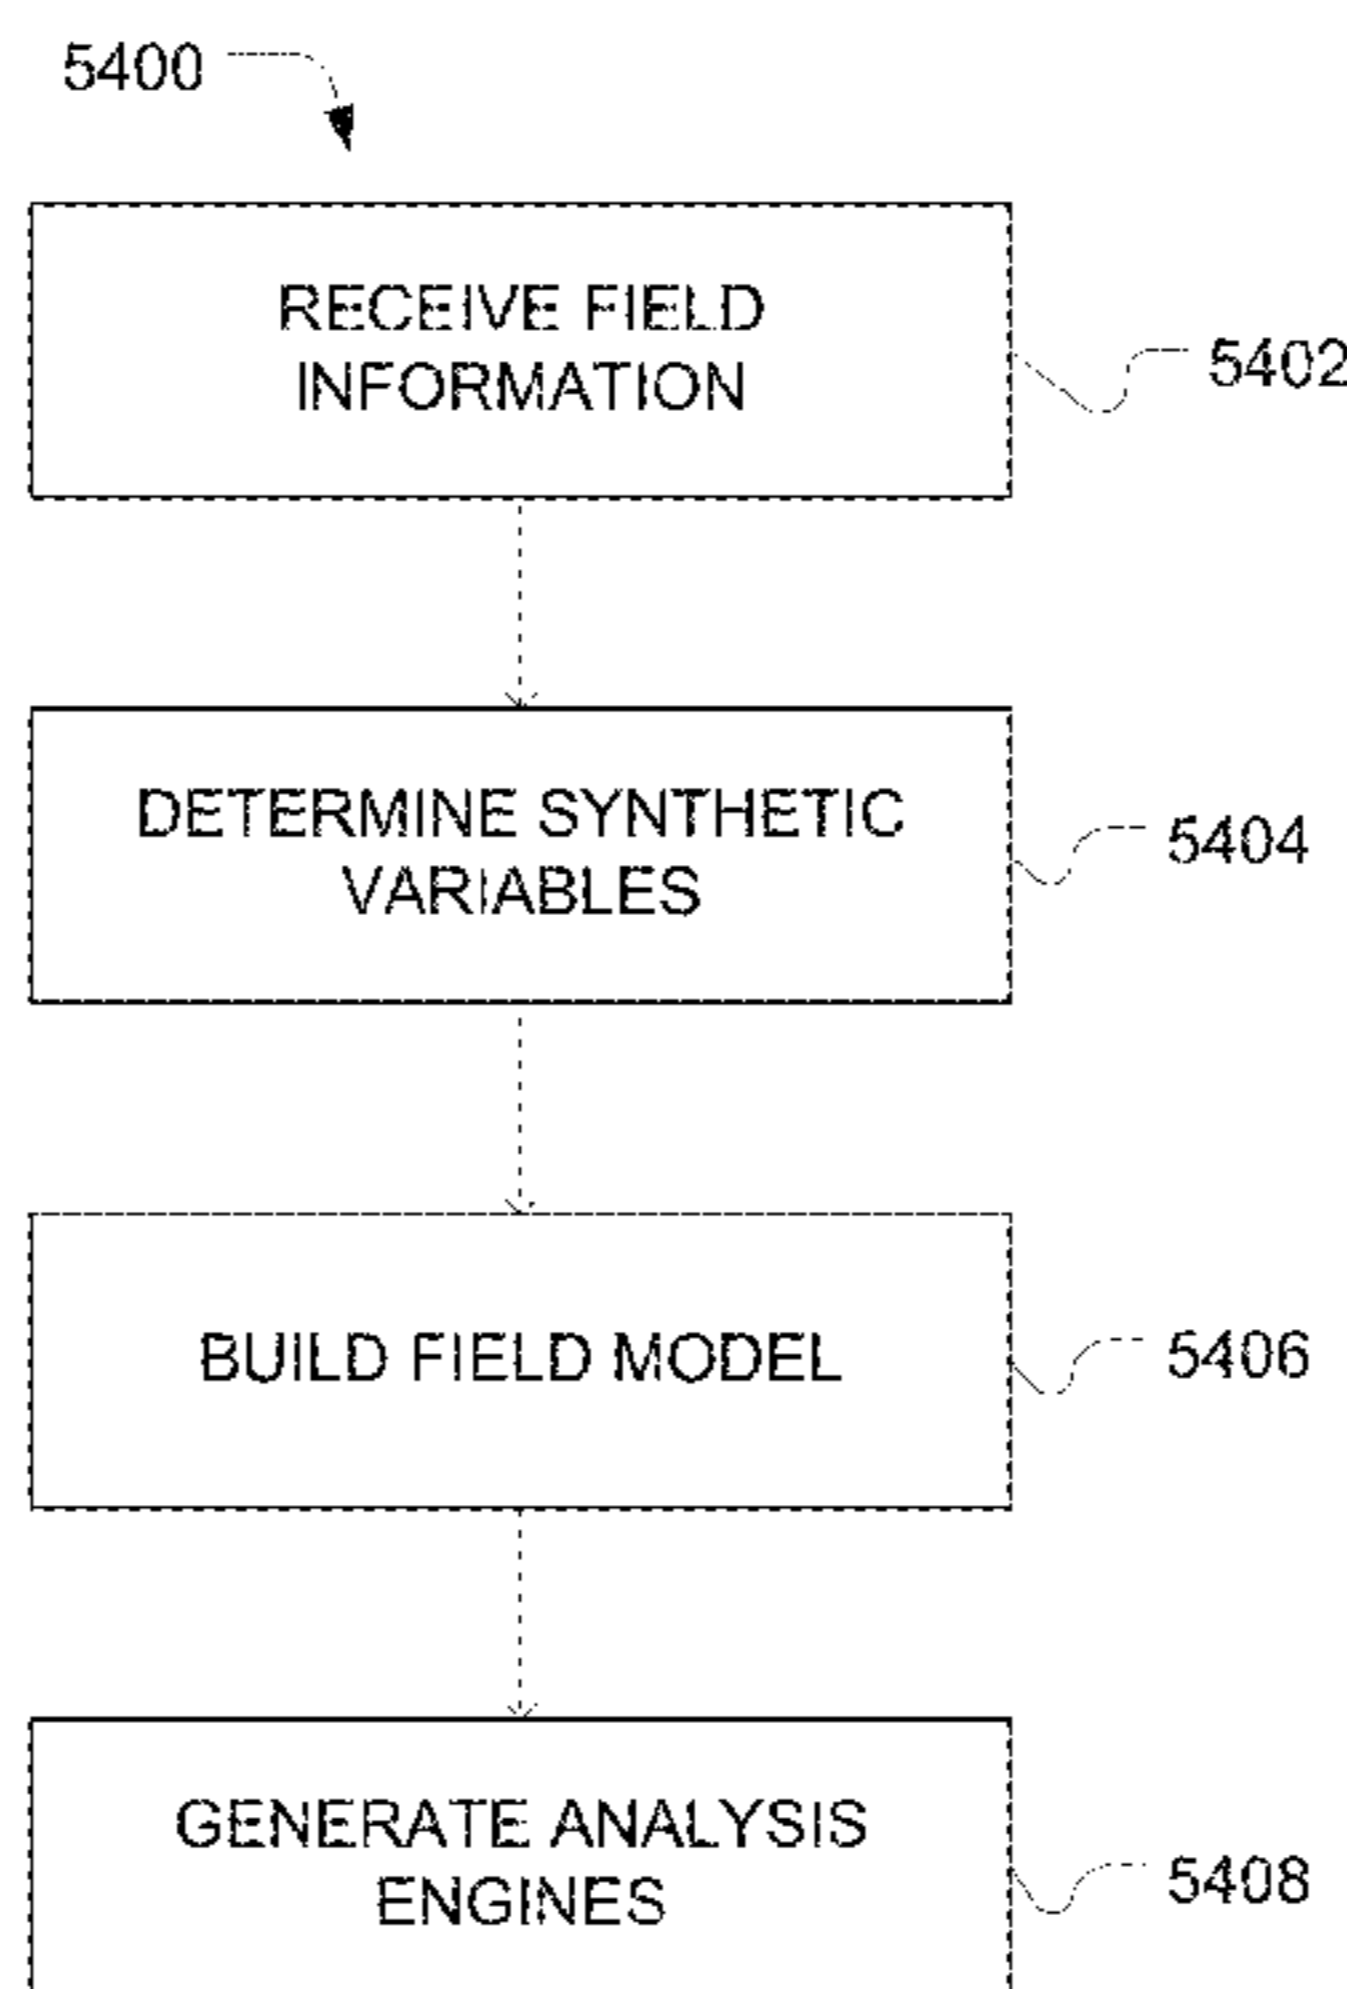 5400
RECEIVE FIELD
INFORMATION
5402
DETERMINE SYNTHETIC
VARIABLES
5404
BUILD FIELD MODEL
5406
GENERATE ANALYSIS
ENGINES
5408